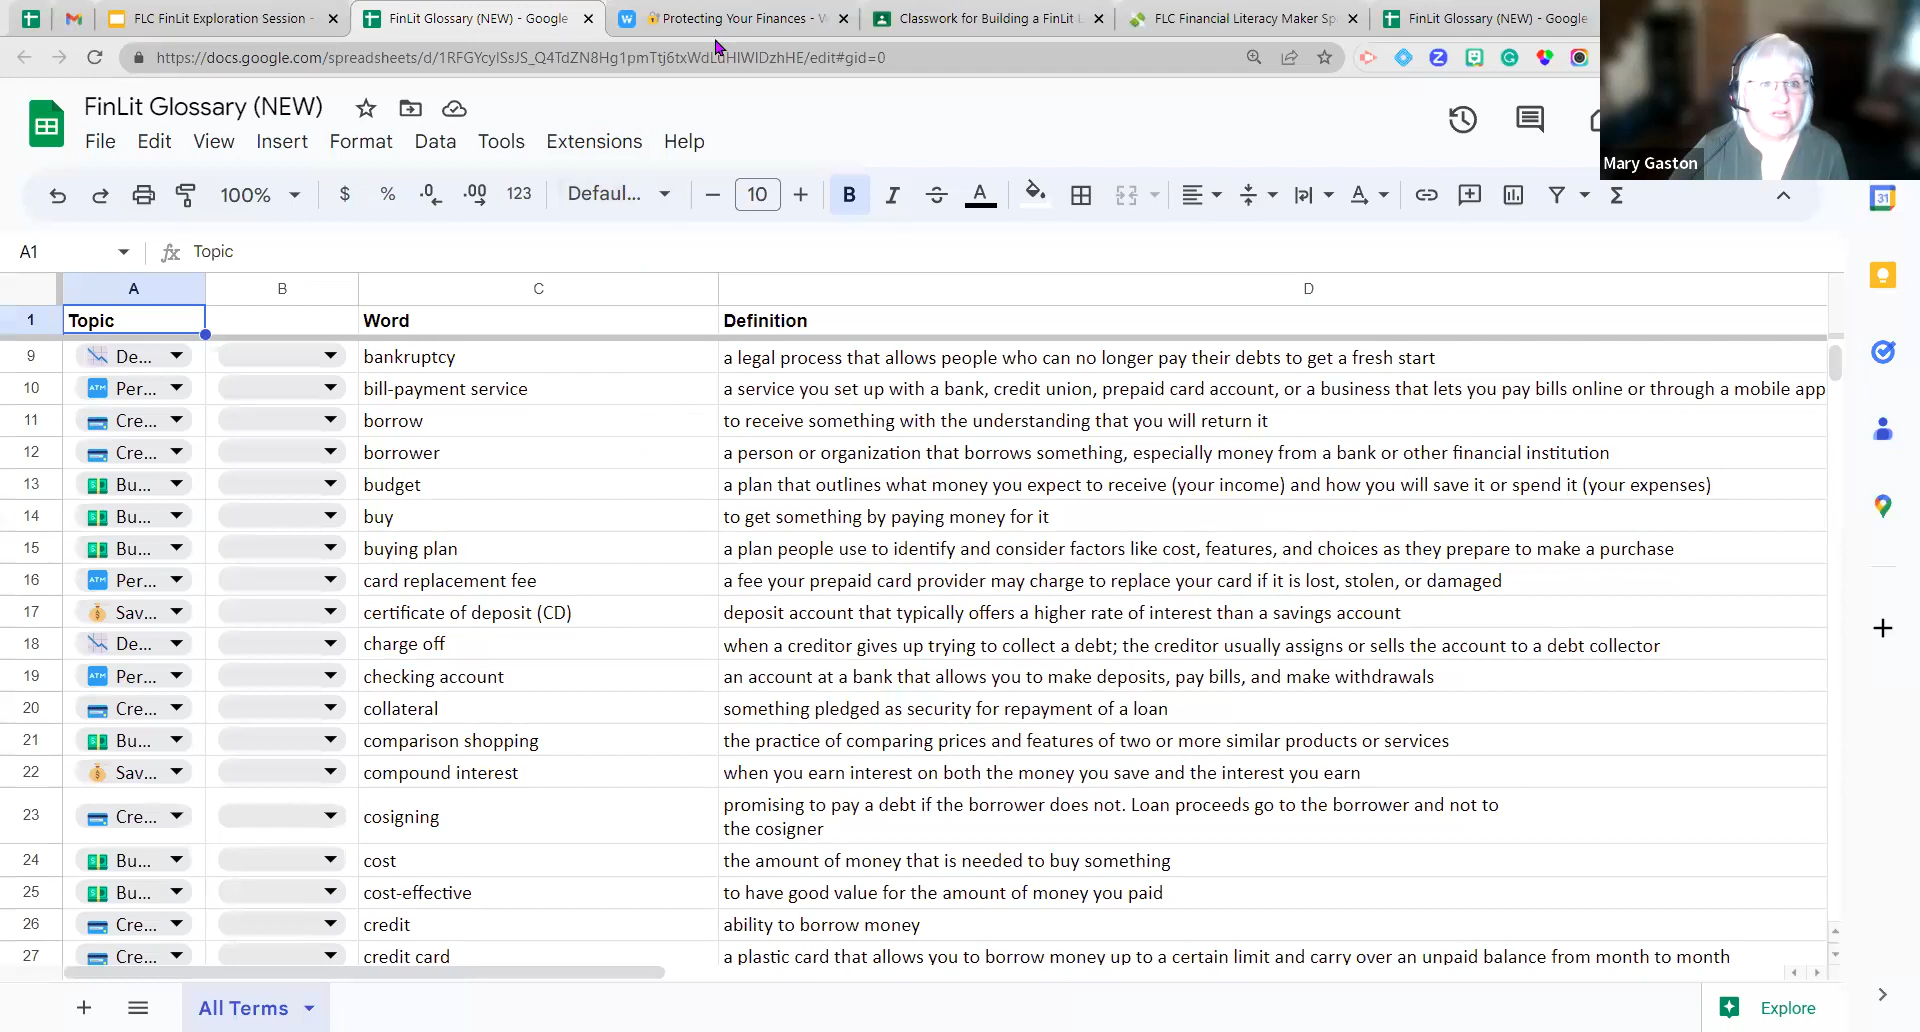 FLC FinLit Exploration Session -
FinLit Glossary (NEW) - Google
Protecting Your Finances - W
Classwork for Building a FinLit
FLC Financial Literacy Maker Sp
FinLit Glossary (NEW) - Google
FinLit Glossary (NEW)
File Edit View Insert Format Data Tools Extensions Help
Mary Gaston
100% $ % .0 .00 123 Defaul... 10 B I A
31
A1 fx Topic
A B C D
1 Topic Word Definition
9 De... bankruptcy a legal process that allows people who can no longer pay their debts to get a fresh start
10 ATM Per... bill-payment service a service you set up with a bank, credit union, prepaid card account, or a business that lets you pay bills online or through a mobile app
11 Cre... borrow to receive something with the understanding that you will return it
12 Cre... borrower a person or organization that borrows something, especially money from a bank or other financial institution
13 Bu... budget a plan that outlines what money you expect to receive (your income) and how you will save it or spend it (your expenses)
14 Bu... buy to get something by paying money for it
15 Bu... buying plan a plan people use to identify and consider factors like cost, features, and choices as they prepare to make a purchase
16 ATM Per... card replacement fee a fee your prepaid card provider may charge to replace your card if it is lost, stolen, or damaged
17 Sav... certificate of deposit (CD) deposit account that typically offers a higher rate of interest than a savings account
18 De... charge off when a creditor gives up trying to collect a debt; the creditor usually assigns or sells the account to a debt collector
19 ATM Per... checking account an account at a bank that allows you to make deposits, pay bills, and make withdrawals
20 Cre... collateral something pledged as security for repayment of a loan
21 Bu... comparison shopping the practice of comparing prices and features of two or more similar products or services
22 Sav... compound interest when you earn interest on both the money you save and the interest you earn
23 Cre... cosigning promising to pay a debt if the borrower does not. Loan proceeds go to the borrower and not to
the cosigner
24 Bu... cost the amount of money that is needed to buy something
25 Bu... cost-effective to have good value for the amount of money you paid
26 Cre... credit ability to borrow money
27 Cre... credit card a plastic card that allows you to borrow money up to a certain limit and carry over an unpaid balance from month to month
All Terms
Explore